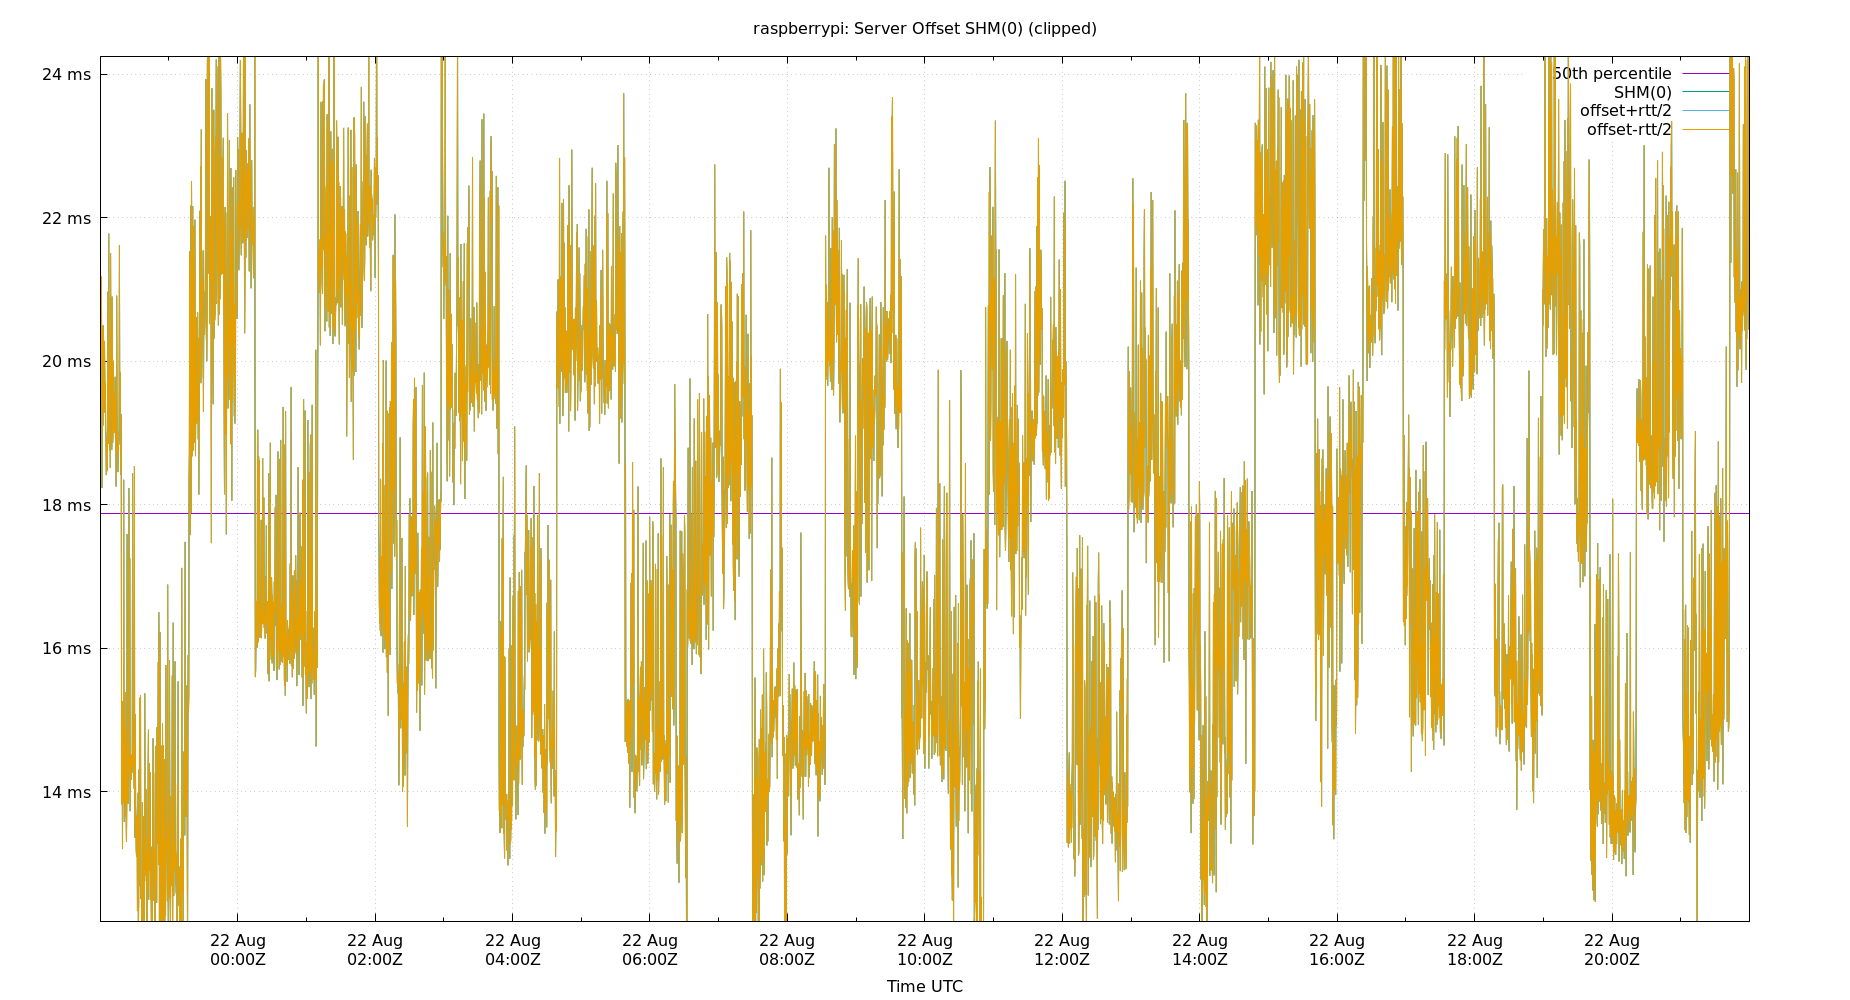 raspberrypi: Server Offset SHM(0) (clipped)
24 ms
22 ms
20 ms
18 ms
16 ms
14 ms
50th percentile
SHM(0)
offset+rtt/2
offset-rtt/2
22 Aug 22 Aug 22 Aug 22 Aug 22 Aug 22 Aug 22 Aug 22 Aug 22 Aug 22 Aug 22 Aug
00:00Z 02:00Z 04:00Z 06:00Z 08:00Z 10:00Z 12:00Z 14:00Z 16:00Z 18:00Z 20:00Z
Time UTC